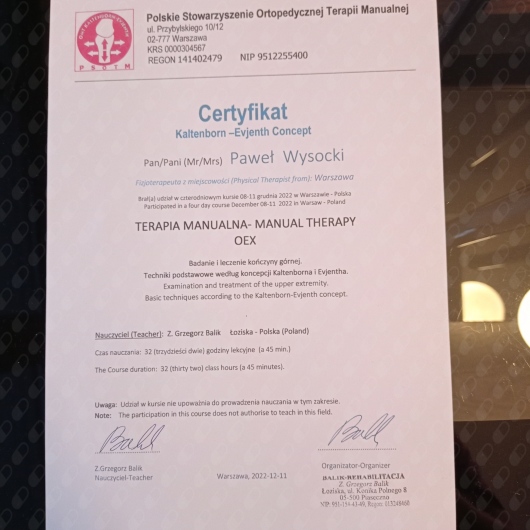 Polskie Stowarzyszenie Ortopedycznej Terapii Manualnej
ul. Przybylskiego 10/12
02-777 Warszawa
KRS 0000304567
REGON 141402479 NIP 9512255400
P S O T M
Certyfikat
Kaltenborn –Evjenth Concept
Pan/Pani (Mr/Mrs) Paweł Wysocki
Fizjoterapeuta z miejscowości (Physical Therapist from): Warszawa
Brał(a) udział w czterodniowym kursie 08-11 grudnia 2022 w Warszawie - Polska
Participated in a four day course December 08-11 2022 in Warsaw - Poland
TERAPIA MANUALNA- MANUAL THERAPY
OEX
Badanie i leczenie kończyny górnej.
Techniki podstawowe według koncepcji Kaltenborna i Evjentha.
Examination and treatment of the upper extremity.
Basic techniques according to the Kaltenborn-Evjenth concept.
Nauczyciel (Teacher): Z. Grzegorz Balik Łoziska - Polska (Poland)
Czas nauczania: 32 (trzydzieści dwie) godziny lekcyjne (a 45 min.)
The Course duration: 32 (thirty two) class hours (a 45 minutes).
Uwaga: Udział w kursie nie upoważnia do prowadzenia nauczania w tym zakresie.
Note: The participation in this course does not authorise to teach in this field.
Z.Grzegorz Balik
Nauczyciel-Teacher
Warszawa, 2022-12-11
Organizator-Organizer
BALIK-REHABILITACJA
Z. Grzegorz Balik
Łoziska, ul. Konika Polnego 8
05-500 Piaseczno